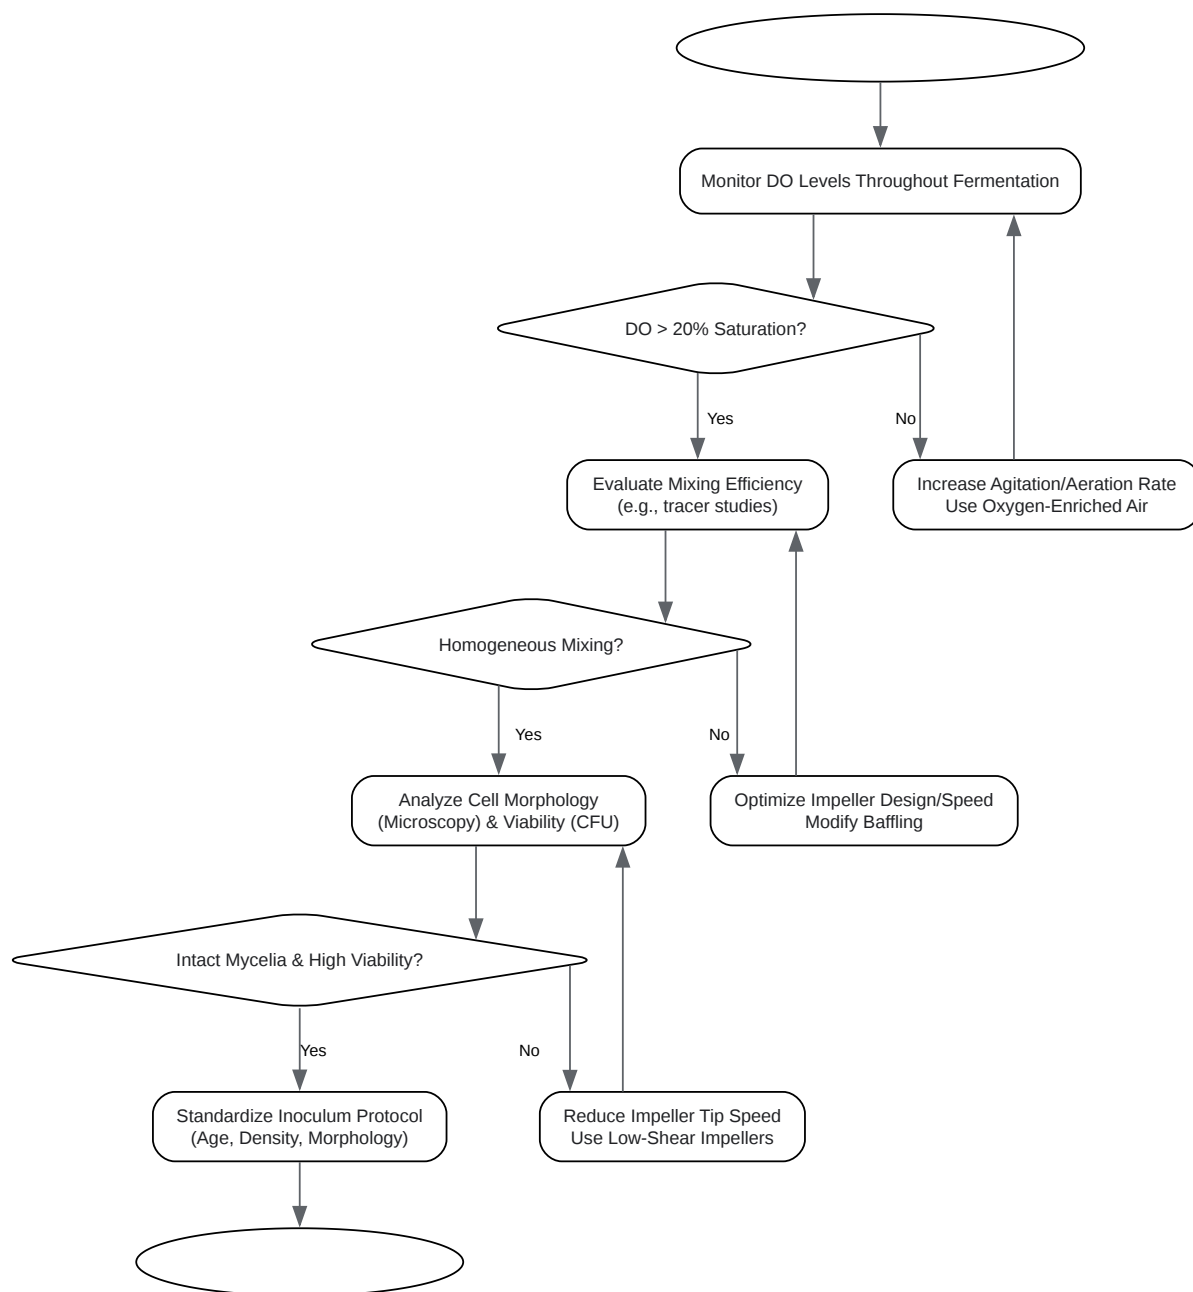 Monitor DO Levels Throughout Fermentation
DO > 20% Saturation?
Yes
No
Evaluate Mixing Efficiency
(e.g., tracer studies)
Increase Agitation/Aeration Rate
Use Oxygen-Enriched Air
Homogeneous Mixing?
Yes
No
Analyze Cell Morphology
(Microscopy) & Viability (CFU)
Optimize Impeller Design/Speed
Modify Baffling
Intact Mycelia & High Viability?
Yes
No
Standardize Inoculum Protocol
(Age, Density, Morphology)
Reduce Impeller Tip Speed
Use Low-Shear Impellers